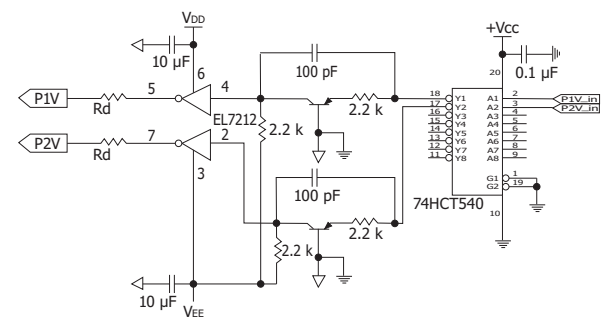 VDD
+Vcc
10 µF
100 pF
20
0.1 µF
6
P1V
5
4
18
Y1
A1
2
P1V_in
Rd
2.2 k
17
Y2
A2
3
P2V_in
16
Y3
A3
4
EL7212
15
Y4
A4
5
2.2 k
14
Y5
A5
6
P2V
7
2
13
Y6
A6
7
12
Y7
A7
8
11
Y8
A8
9
Rd
3
100 pF
G1
1
G2
19
74HCT540
2.2 k
2.2 k
10
10 µF
VEE